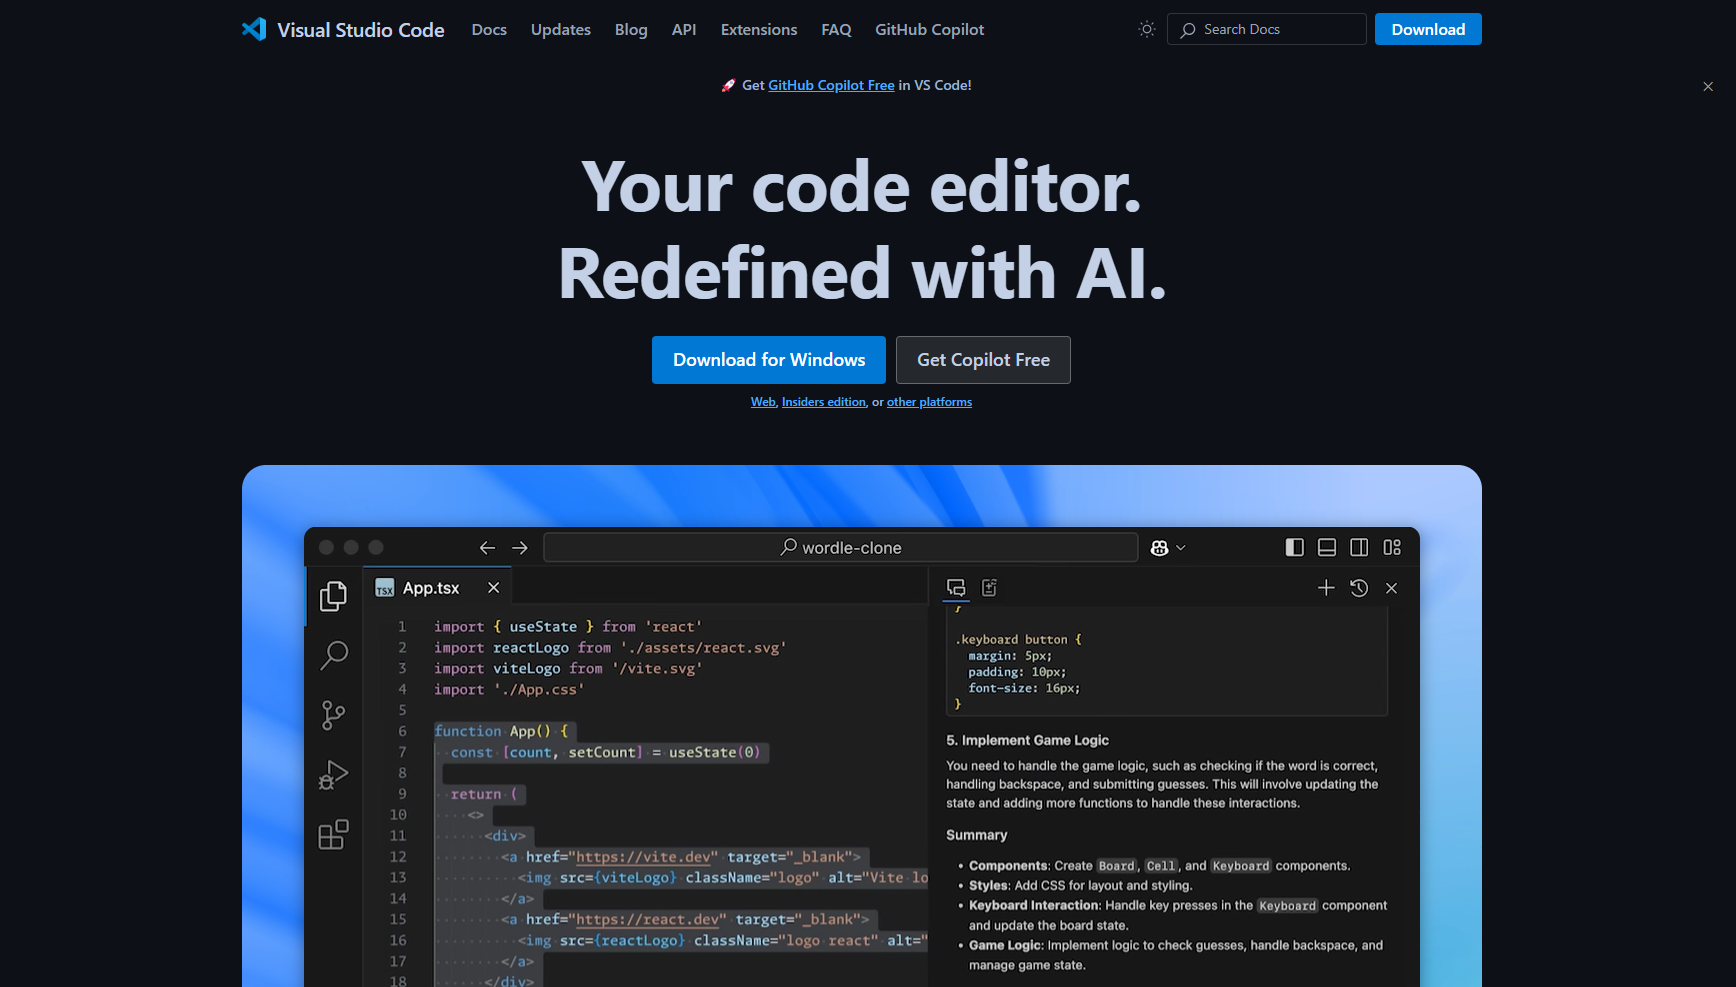 Visual Studio Code Docs Updates Blog API Extensions FAQ GitHub Copilot Search Docs Download
🚀 Get GitHub Copilot Free in VS Code!
Your code editor.
Redefined with AI.
Download for Windows Get Copilot Free
Web, Insiders edition, or other platforms
wordle-clone
TSX App.tsx
1 import { useState } from 'react'
2 import reactLogo from './assets/react.svg'
3 import viteLogo from '/vite.svg'
4 import './App.css'
5
6 function App() {
7 const [count, setCount] = useState(0)
8
9 return (
10 <>
11 <div>
12 <a href="https://vite.dev" target="_blank">
13 <img src={viteLogo} className="logo" alt="Vite lo
14 </a>
15 <a href="https://react.dev" target="_blank">
16 <img src={reactLogo} className="logo react" alt="
17 </a>
18 </div>
}
.keyboard button {
margin: 5px;
padding: 10px;
font-size: 16px;
}
5. Implement Game Logic
You need to handle the game logic, such as checking if the word is correct,
handling backspace, and submitting guesses. This will involve updating the
state and adding more functions to handle these interactions.
Summary
• Components: Create Board, Cell, and Keyboard components.
• Styles: Add CSS for layout and styling.
• Keyboard Interaction: Handle key presses in the Keyboard component
and update the board state.
• Game Logic: Implement logic to check guesses, handle backspace, and
manage game state.